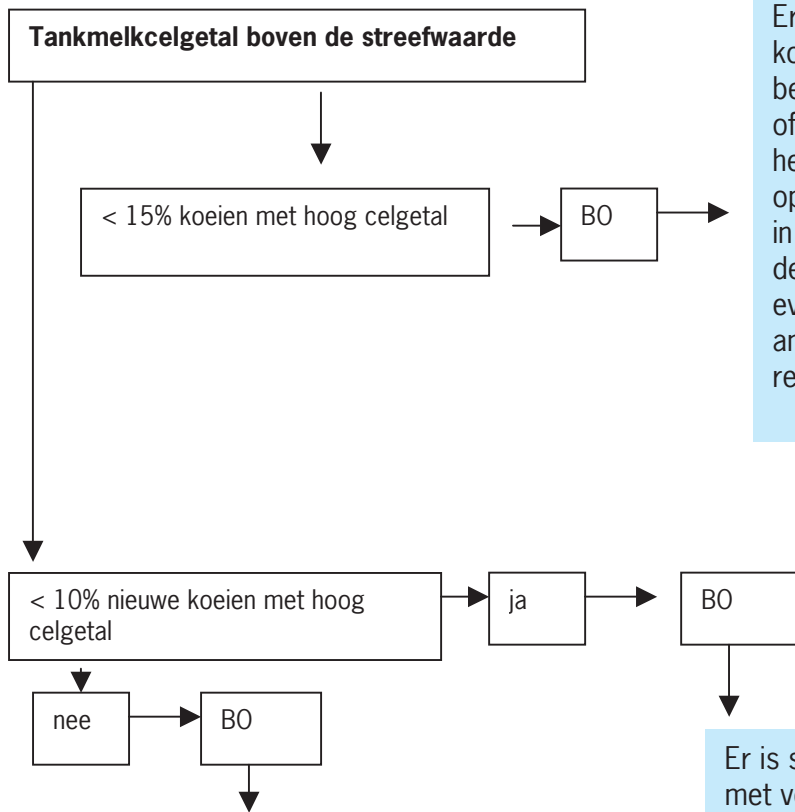 Tankmelkcelgetal boven de streefwaarde
Er
ko
be
of
he
op
in
de
ev
re
< 15% koeien met hoog celgetal
BO
< 10% nieuwe koeien met hoog
celgetal
ja
BO
nee
BO
Er is
met